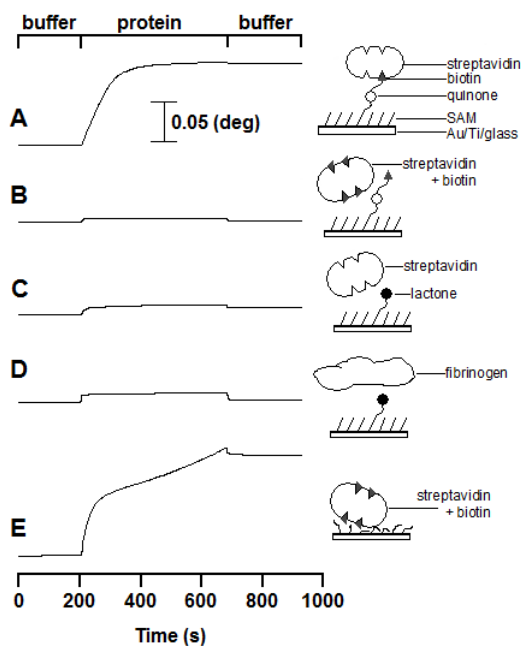 buffer protein buffer
A
0.05 (deg)
streptavidin
biotin
quinone
SAM
Au/Ti/glass
B
streptavidin
+ biotin
C
streptavidin
lactone
D
fibrinogen
E
streptavidin
+ biotin
0 200 400 600 800 1000
Time (s)